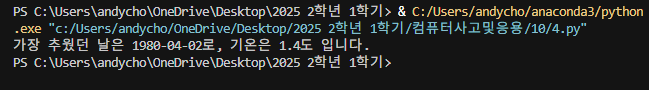 PS C:\Users\andycho\OneDrive\Desktop\2025 2학년 1학기> & C:/Users/andycho/anaconda3/python
.exe "c:/Users/andycho/OneDrive/Desktop/2025 2학년 1학기/컴퓨터사고및응용/10/4.py"
가장 추웠던 날은 1980-04-02로, 기온은 1.4도 입니다.
PS C:\Users\andycho\OneDrive\Desktop\2025 2학년 1학기>